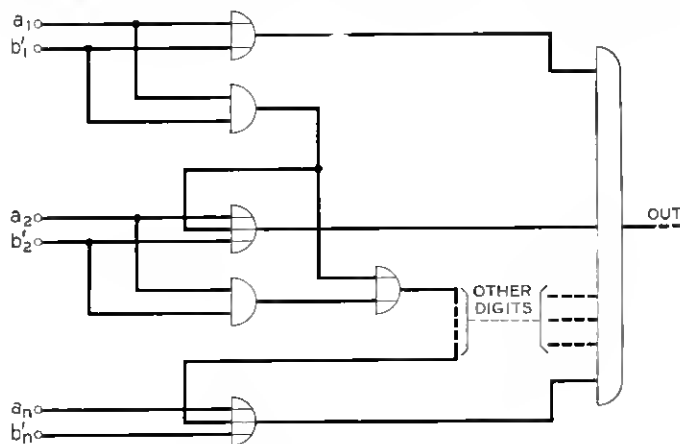 a₁
b′₁
a₂
b′₂
OUT
OTHER
DIGITS
aₙ
b′ₙ